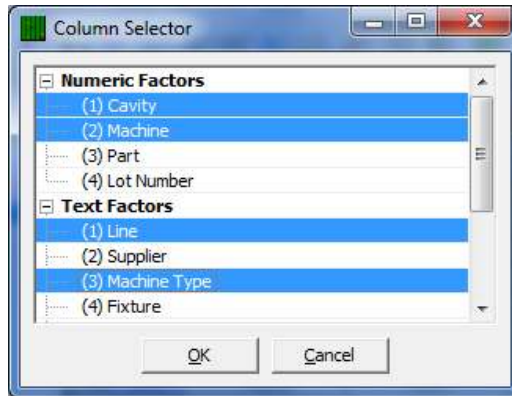 Column Selector
Numeric Factors
(1) Cavity
(2) Machine
(3) Part
(4) Lot Number
Text Factors
(1) Line
(2) Supplier
(3) Machine Type
(4) Fixture
OK Cancel